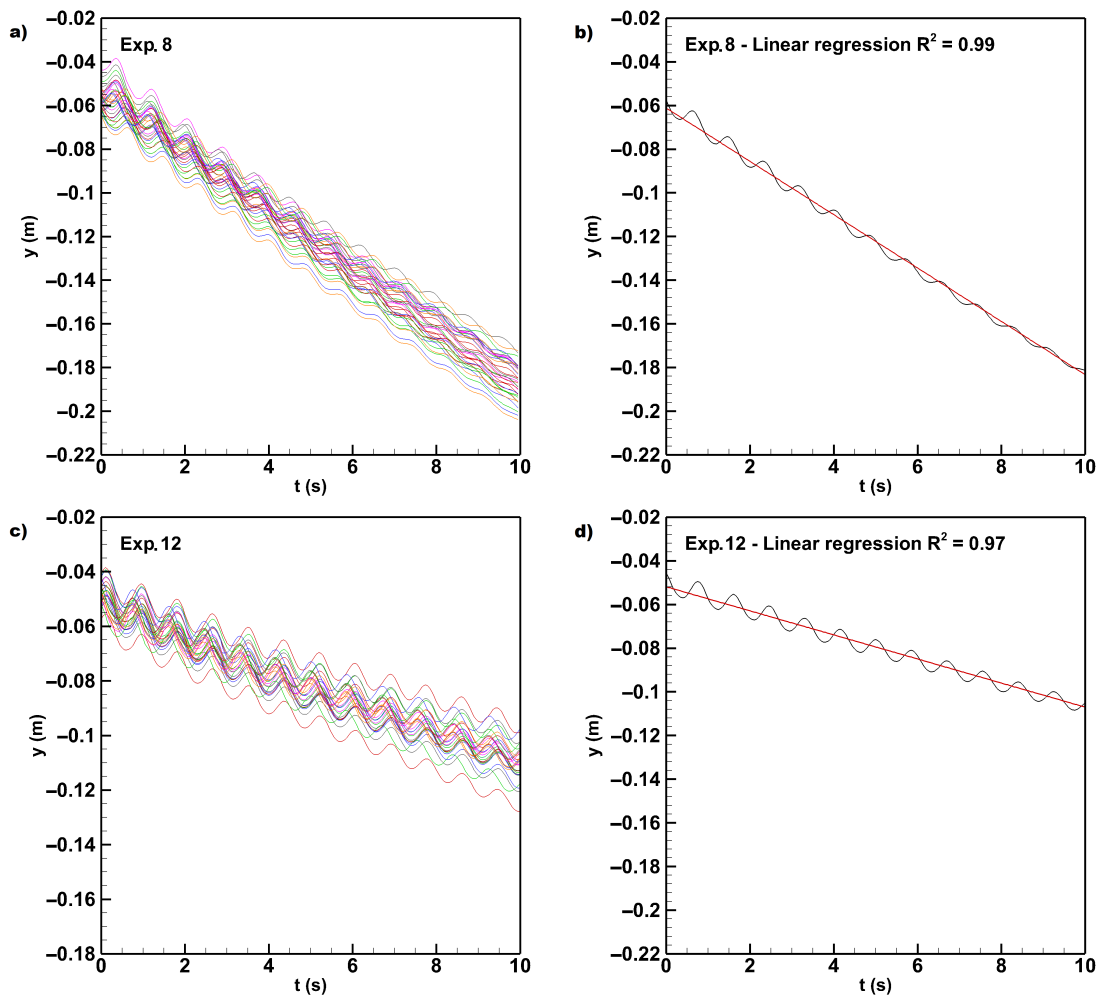 a)
Exp. 8
y (m)
–0.02
–0.04
–0.06
–0.08
–0.1
–0.12
–0.14
–0.16
–0.18
–0.2
–0.22
0 2 4 6 8 10
t (s)
b)
Exp. 8 - Linear regression R² = 0.99
y (m)
–0.02
–0.04
–0.06
–0.08
–0.1
–0.12
–0.14
–0.16
–0.18
–0.2
–0.22
0 2 4 6 8 10
t (s)
c)
Exp. 12
y (m)
–0.02
–0.04
–0.06
–0.08
–0.1
–0.12
–0.14
–0.16
–0.18
0 2 4 6 8 10
t (s)
d)
Exp. 12 - Linear regression R² = 0.97
y (m)
–0.02
–0.04
–0.06
–0.08
–0.1
–0.12
–0.14
–0.16
–0.18
–0.2
–0.22
0 2 4 6 8 10
t (s)